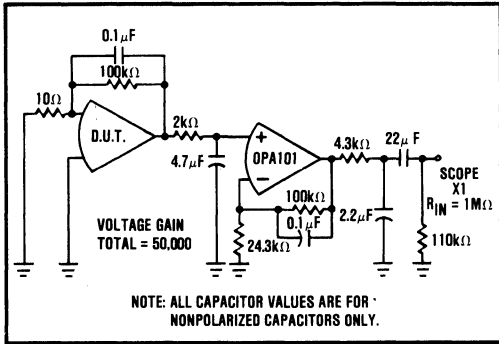 0.1μF
100kΩ
10Ω
D.U.T.
2kΩ
4.7μF
+
OPA101
−
4.3kΩ
22μF
SCOPE
X1
RIN = 1MΩ
100kΩ
0.1μF
2.2μF
110kΩ
24.3kΩ
VOLTAGE GAIN
TOTAL = 50,000
NOTE: ALL CAPACITOR VALUES ARE FOR
NONPOLARIZED CAPACITORS ONLY.